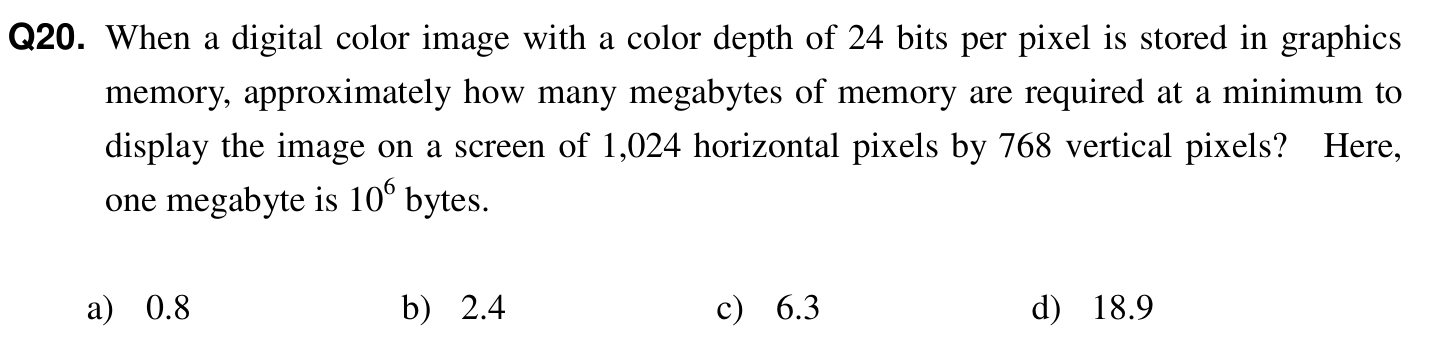 Q20. When a digital color image with a color depth of 24 bits per pixel is stored in graphics
memory, approximately how many megabytes of memory are required at a minimum to
display the image on a screen of 1,024 horizontal pixels by 768 vertical pixels? Here,
one megabyte is 10⁶ bytes.
a) 0.8 b) 2.4 c) 6.3 d) 18.9